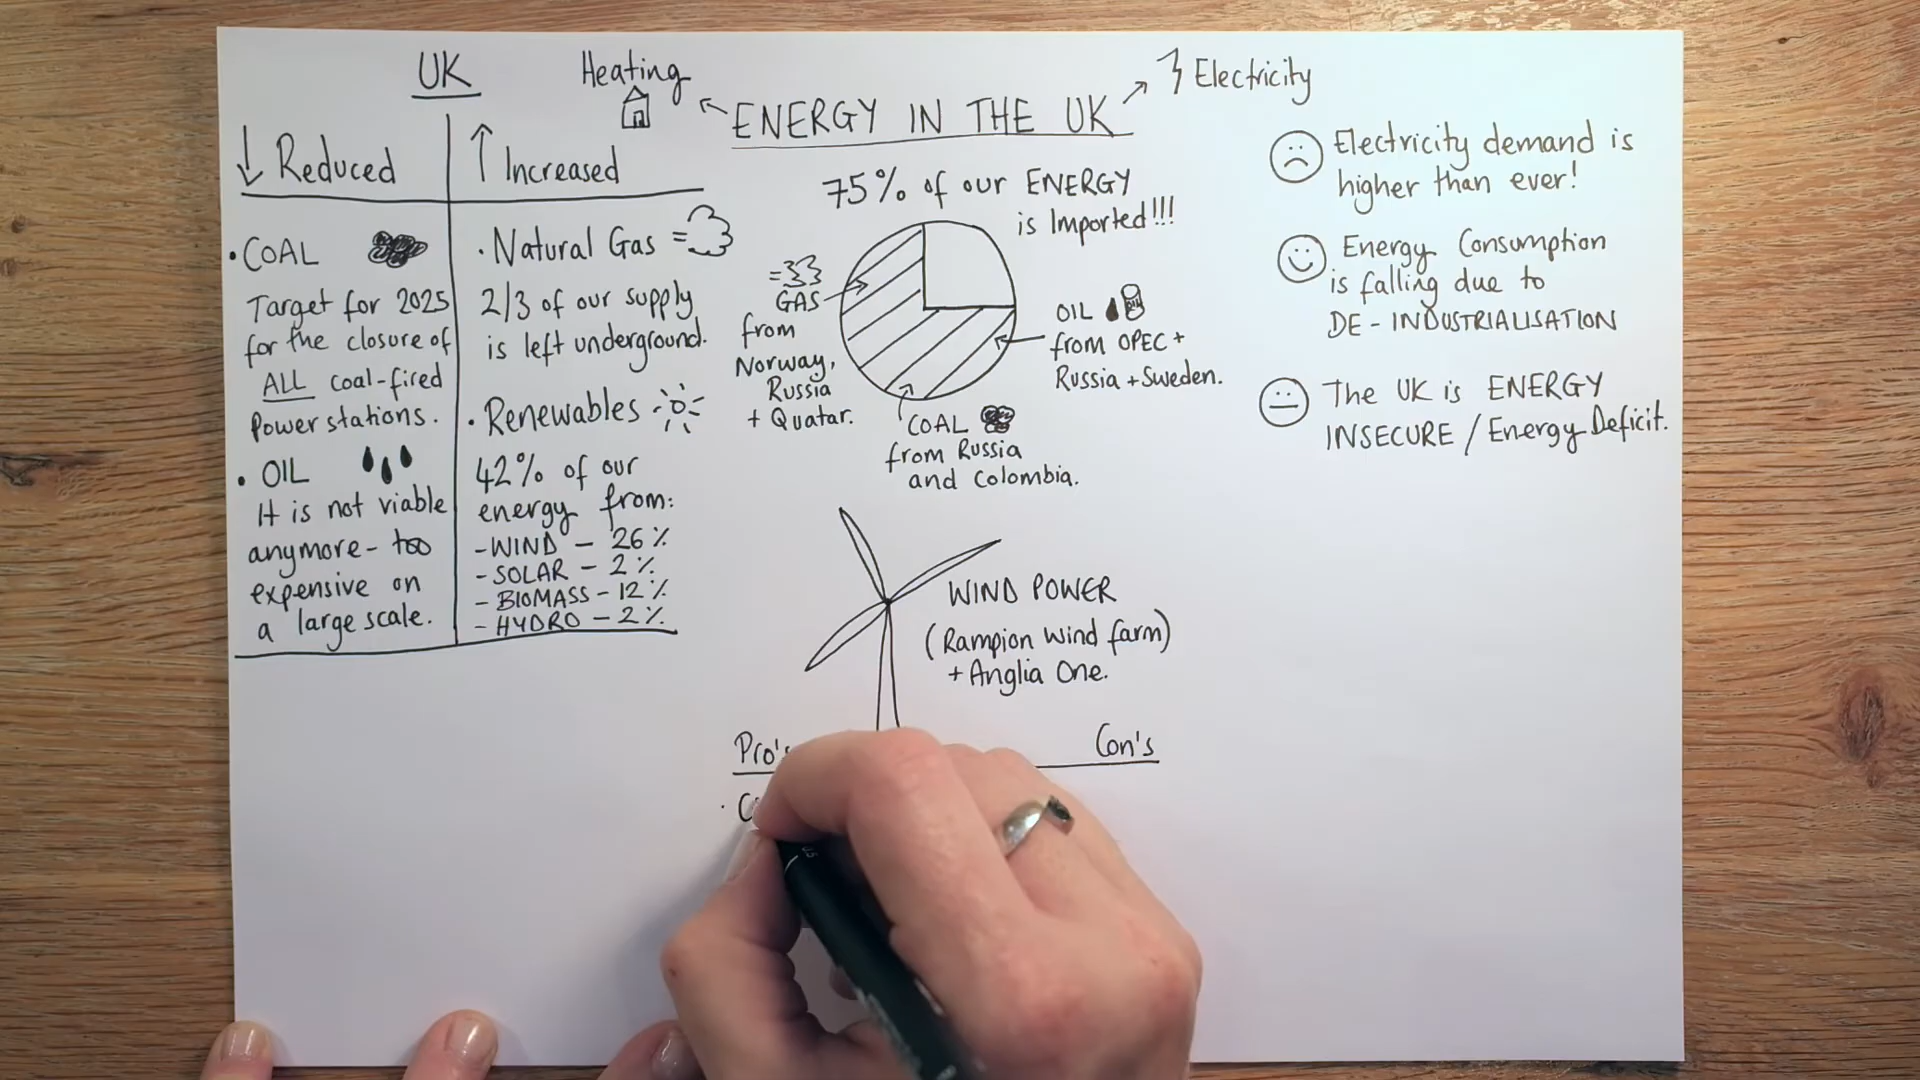 UK
↓ Reduced
↑ Increased
• COAL
Target for 2025
for the closure of
ALL coal-fired
Power stations.
• OIL
It is not viable
anymore - too
expensive on
a large scale.
• Natural Gas
2/3 of our supply
is left underground.
• Renewables
42% of our
energy from:
- WIND - 26%
- SOLAR - 2%
- BIOMASS - 12%
- HYDRO - 2%
Heating
ENERGY IN THE UK
Electricity
75% of our ENERGY
is Imported!!!
GAS
from
Norway,
Russia
+ Quatar.
OIL
from OPEC +
Russia + Sweden.
COAL
from Russia
and Colombia.
WIND POWER
(Rampion Wind farm)
+ Anglia One.
Pro's
Con's
Electricity demand is
higher than ever!
Energy Consumption
is falling due to
DE - INDUSTRIALISATION
The UK is ENERGY
INSECURE / Energy Deficit.